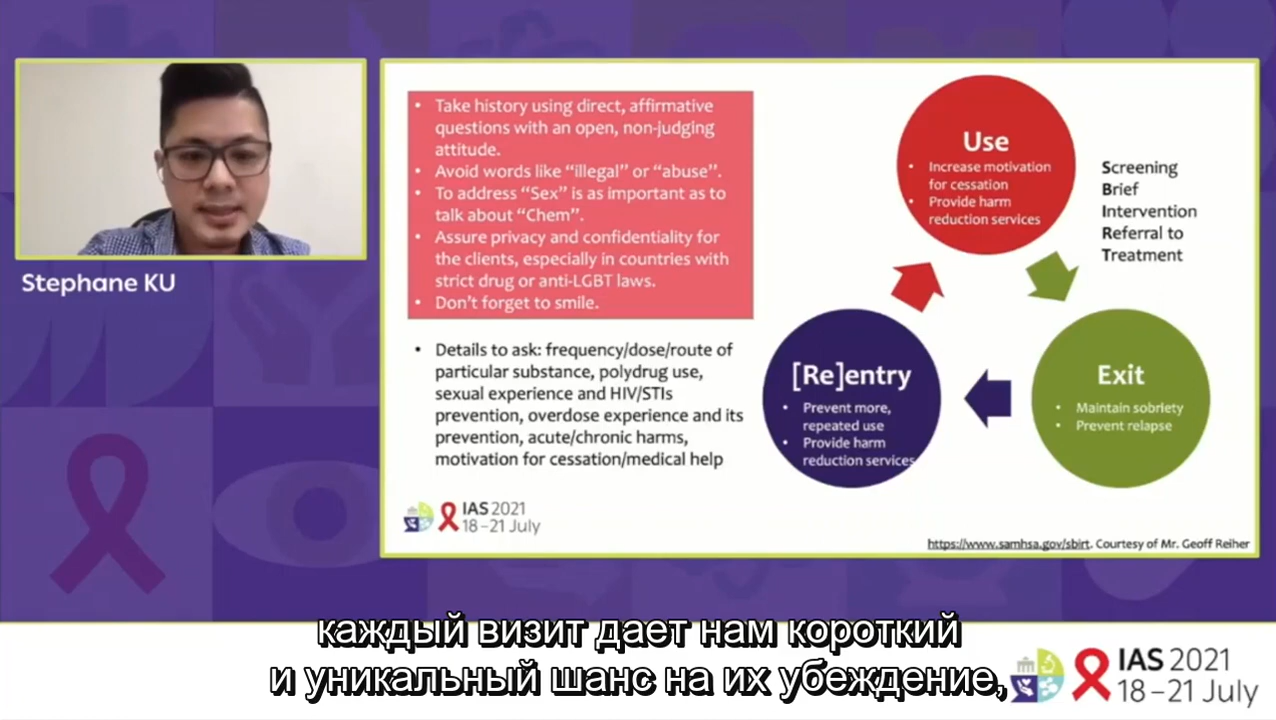 Stephane KU
• Take history using direct, affirmative
questions with an open, non-judging
attitude.
• Avoid words like “illegal” or “abuse”.
• To address “Sex” is as important as to
talk about “Chem”.
• Assure privacy and confidentiality for
the clients, especially in countries with
strict drug or anti-LGBT laws.
• Don’t forget to smile.
• Details to ask: frequency/dose/route of
particular substance, polydrug use,
sexual experience and HIV/STIs
prevention, overdose experience and its
prevention, acute/chronic harms,
motivation for cessation/medical help
Use
• Increase motivation
for cessation
• Provide harm
reduction services
Screening
Brief
Intervention
Referral to
Treatment
[Re]entry
• Prevent more,
repeated use
• Provide harm
reduction services
Exit
• Maintain sobriety
• Prevent relapse
IAS 2021
18–21 July
https://www.samhsa.gov/sbirt. Courtesy of Mr. Geoff Reiher
каждый визит дает нам короткий
и уникальный шанс на их убеждение,
IAS 2021
18–21 July